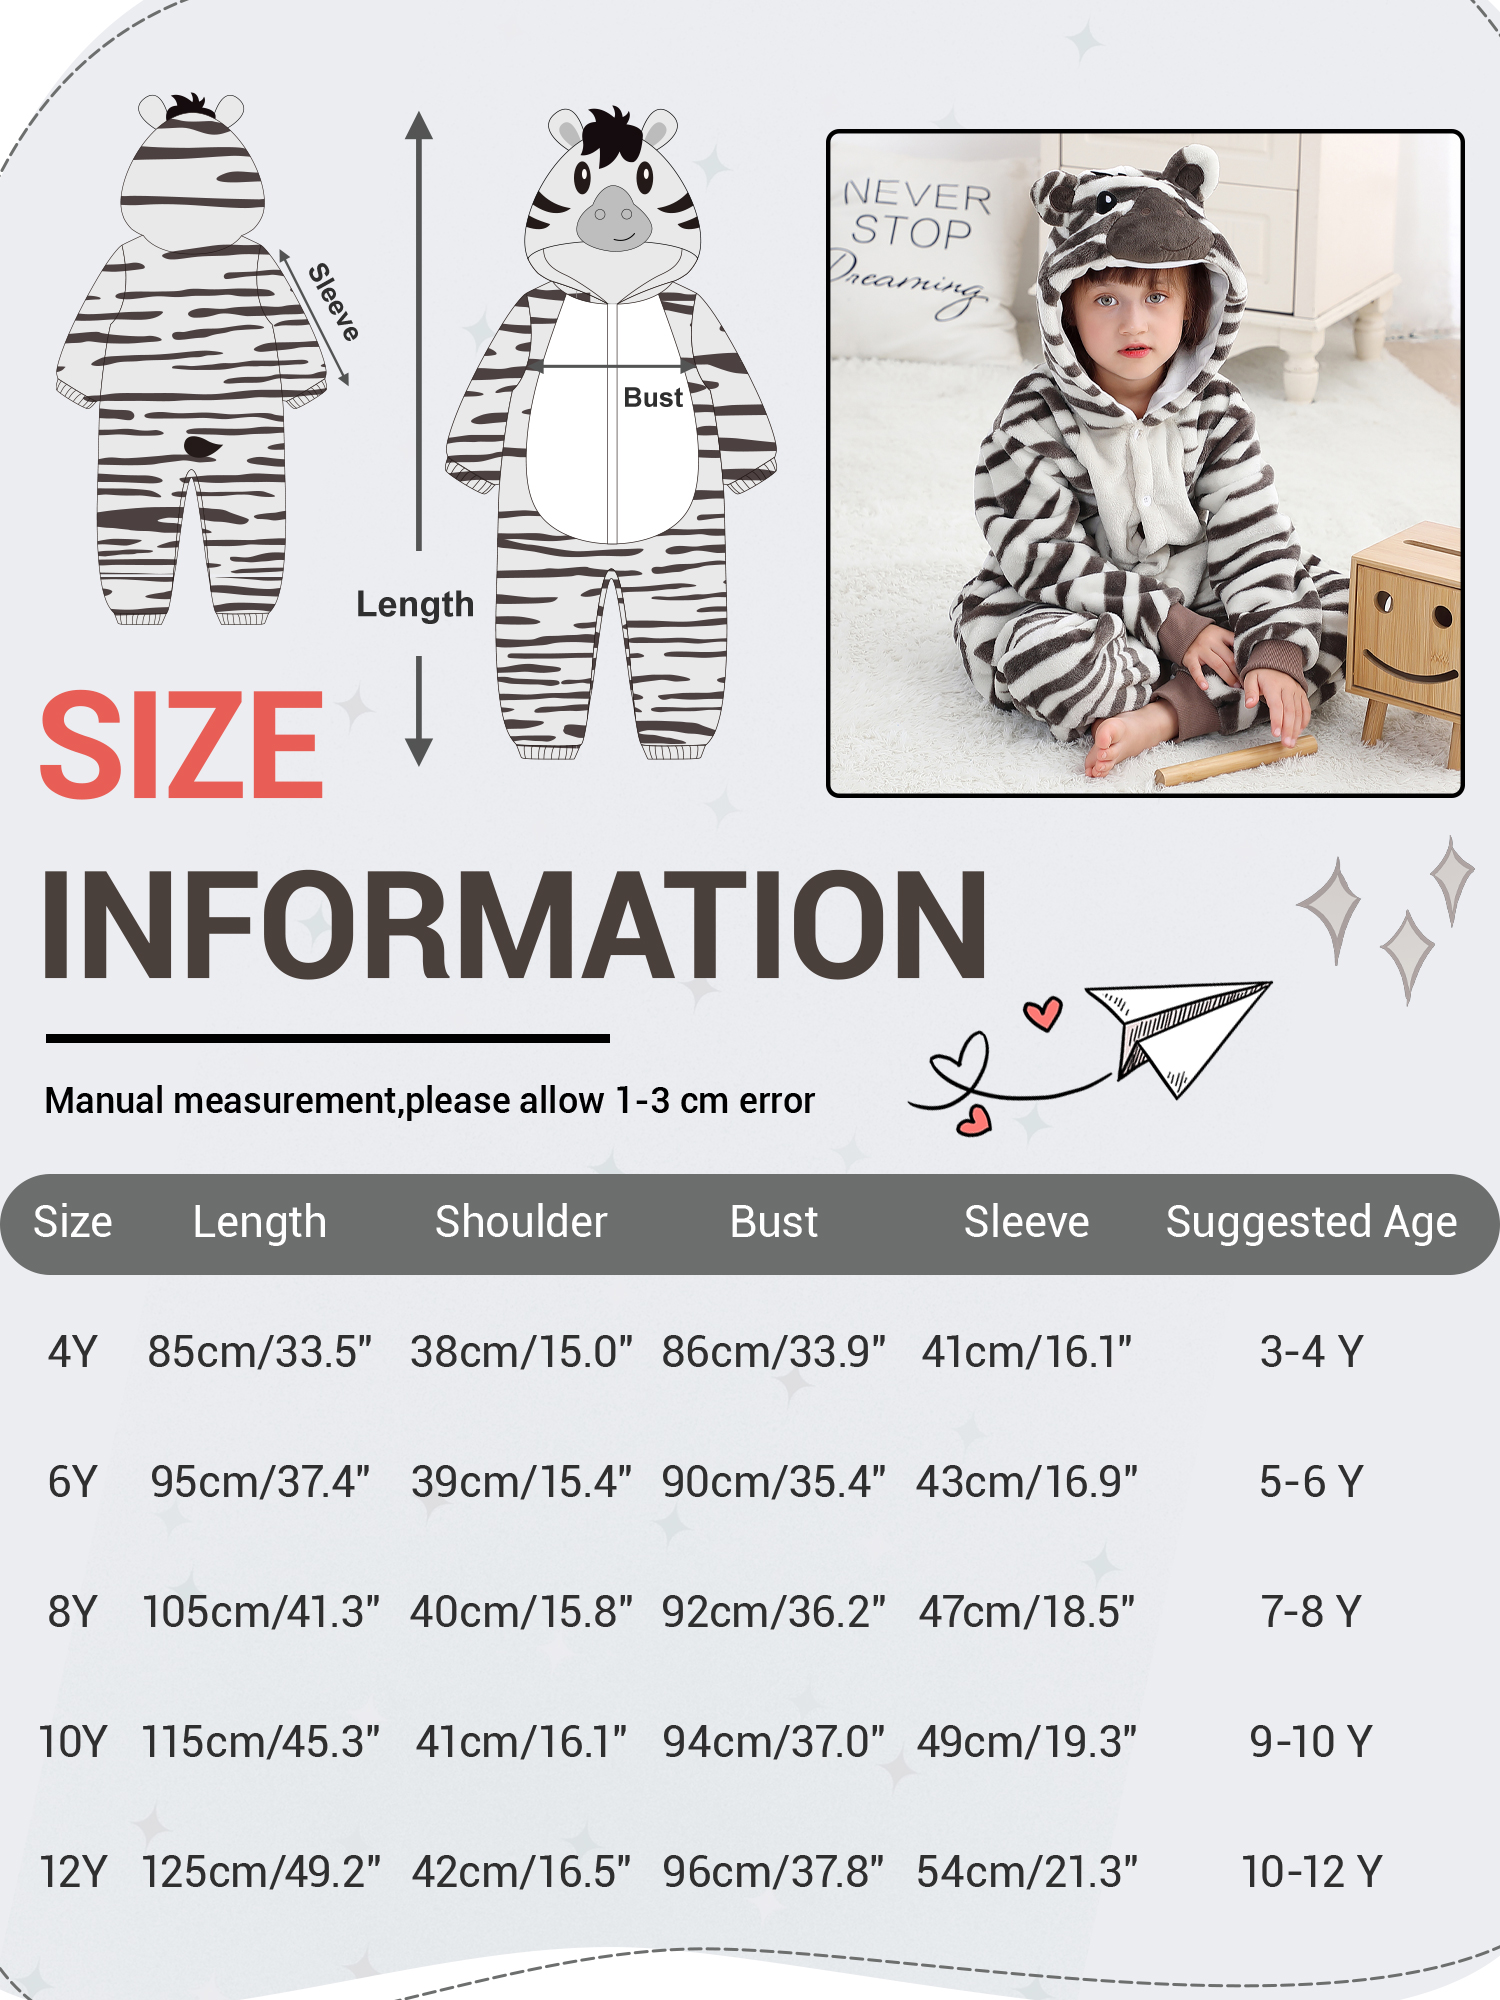 Sleeve
Bust
Length
NEVER
STOP
Dreaming
SIZE
INFORMATION
Manual measurement,please allow 1-3 cm error
Size Length Shoulder Bust Sleeve Suggested Age
4Y 85cm/33.5" 38cm/15.0" 86cm/33.9" 41cm/16.1" 3-4 Y
6Y 95cm/37.4" 39cm/15.4" 90cm/35.4" 43cm/16.9" 5-6 Y
8Y 105cm/41.3" 40cm/15.8" 92cm/36.2" 47cm/18.5" 7-8 Y
10Y 115cm/45.3" 41cm/16.1" 94cm/37.0" 49cm/19.3" 9-10 Y
12Y 125cm/49.2" 42cm/16.5" 96cm/37.8" 54cm/21.3" 10-12 Y